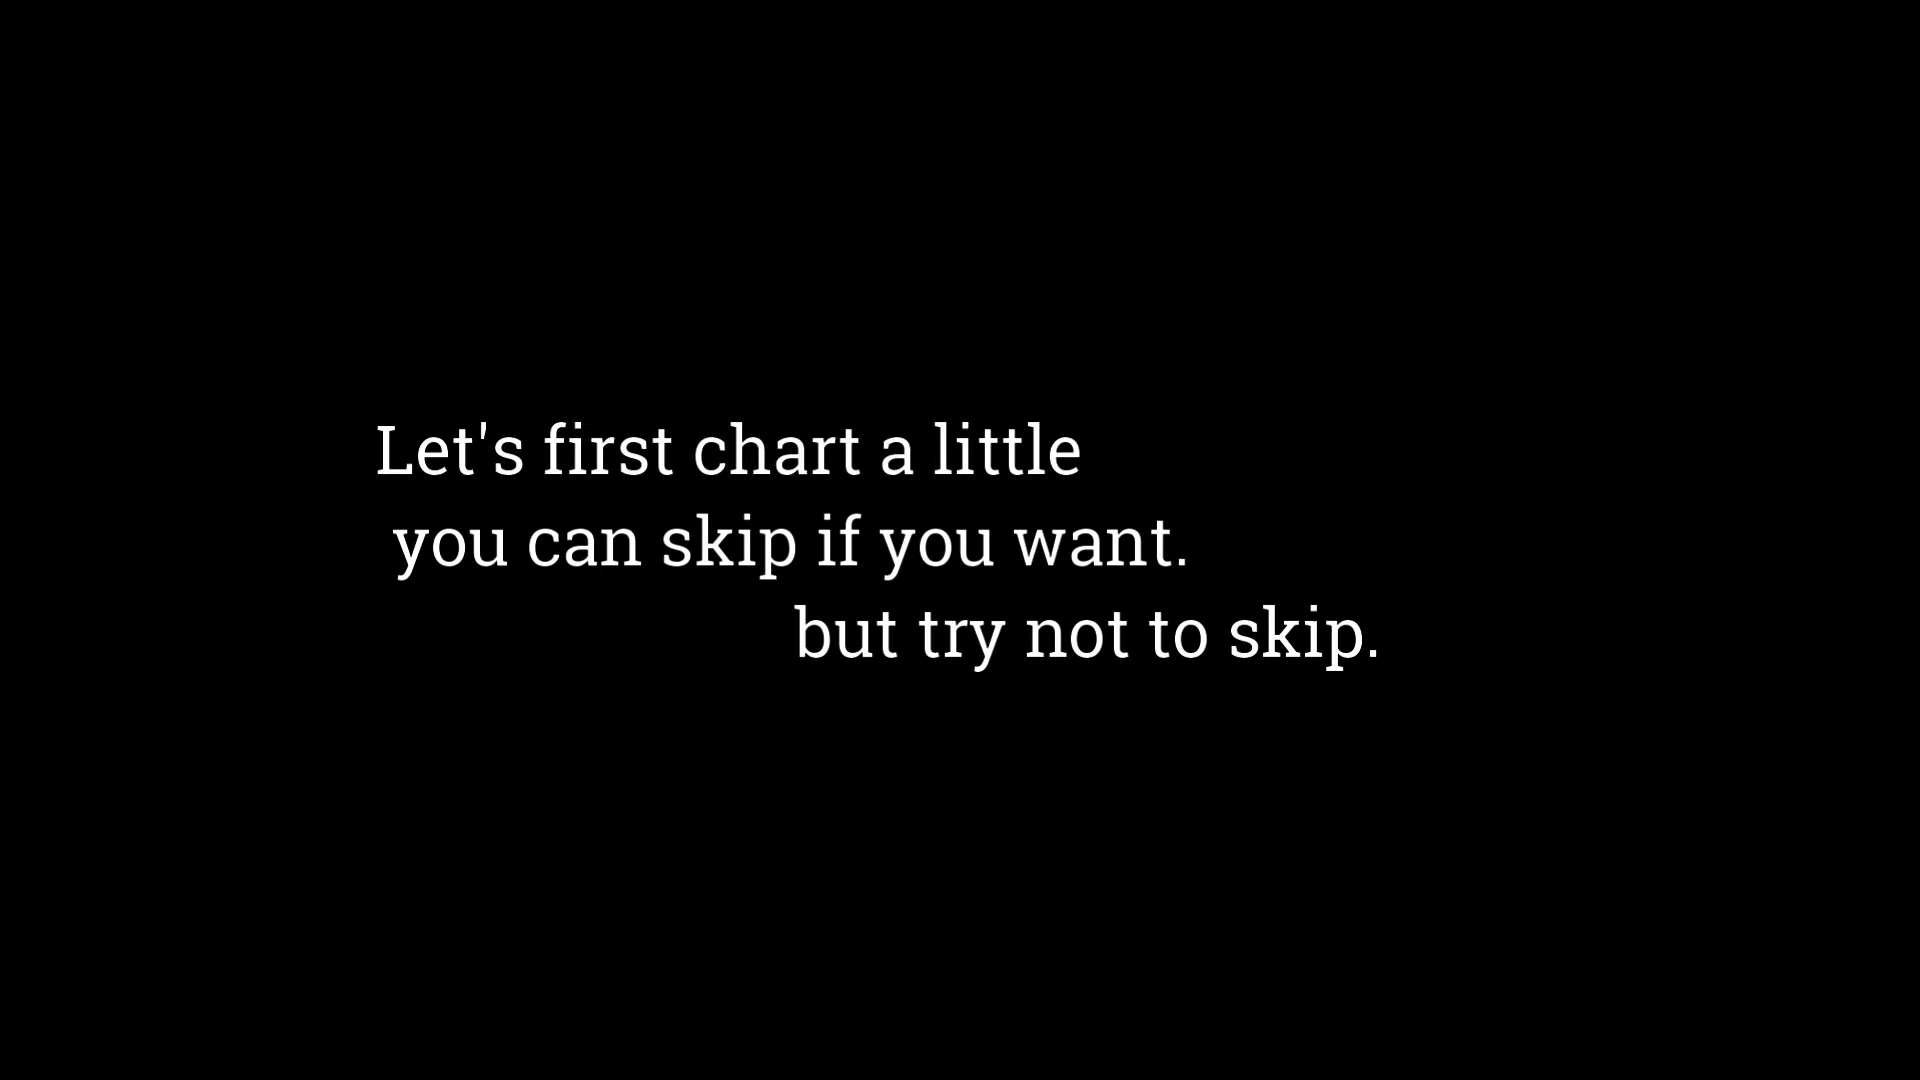 Let's first chart a little
you can skip if you want.
but try not to skip.